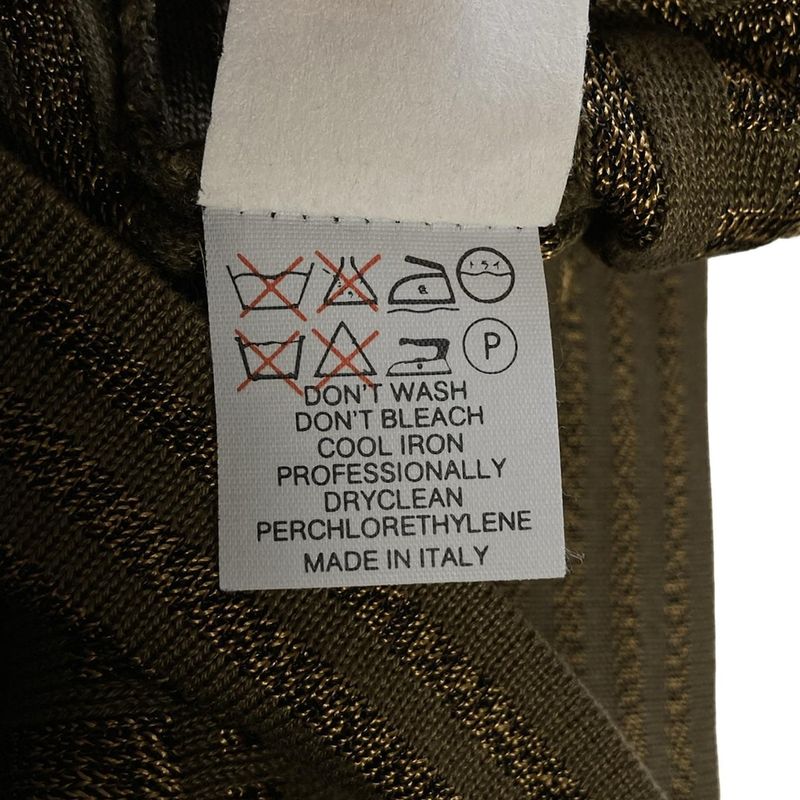 P
DON'T WASH
DON'T BLEACH
COOL IRON
PROFESSIONALLY
DRYCLEAN
PERCHLORETHYLENE
MADE IN ITALY